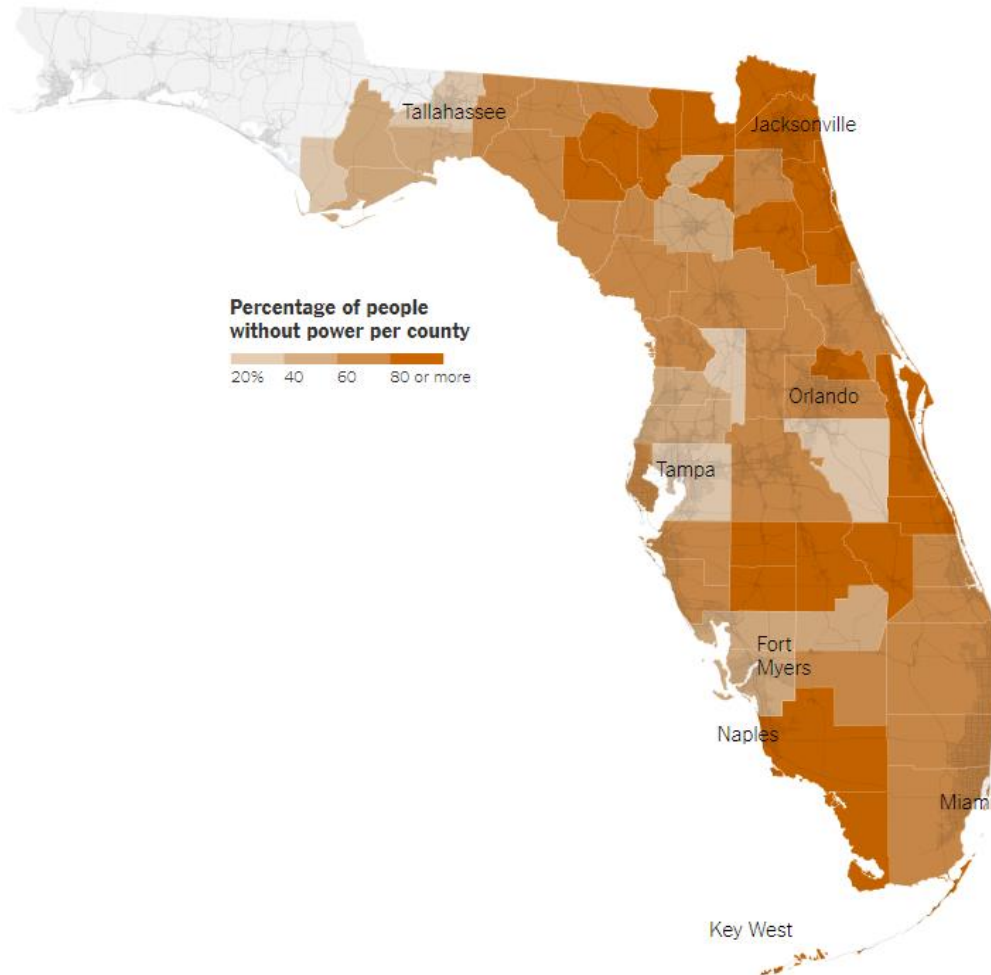 Tallahassee
Jacksonville
Percentage of people
without power per county
20% 40 60 80 or more
Orlando
Tampa
Fort
Myers
Naples
Miam
Key West